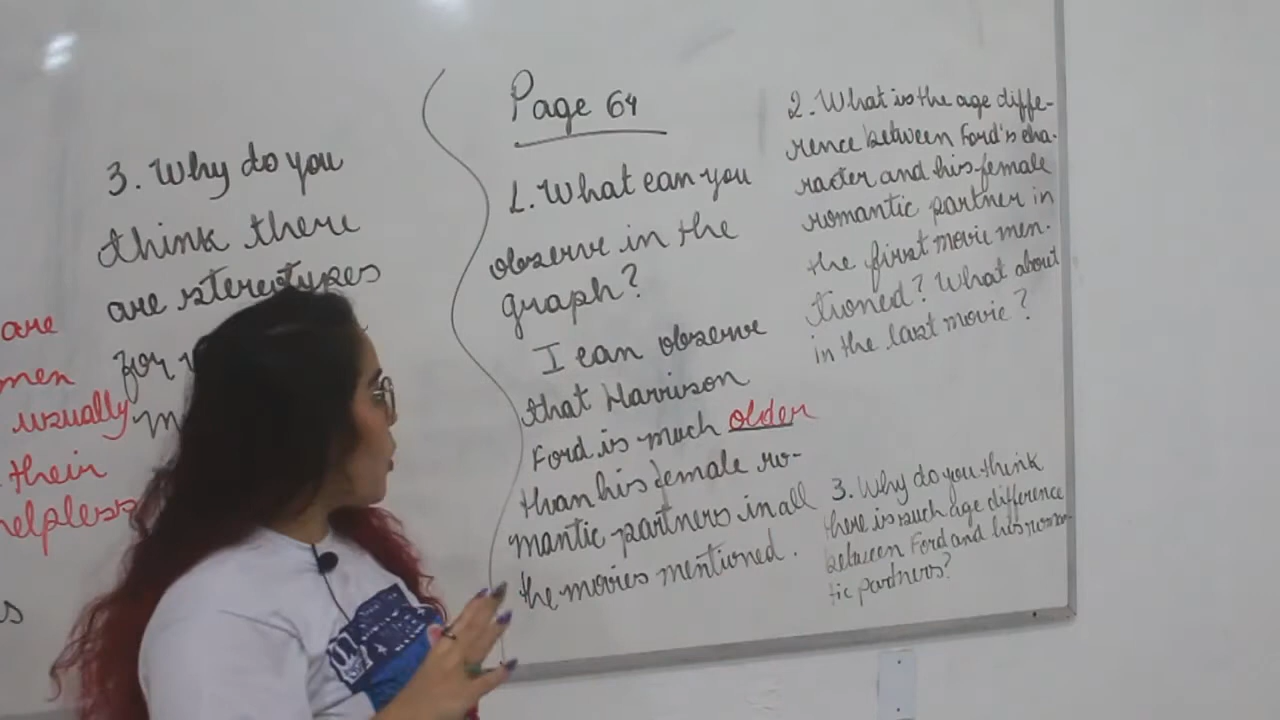 3. Why do you
think there
are stereotypes
for
are
men
usually
their
helpless
Page 64
1. What can you
observe in the
graph?
I can observe
that Harrison
Ford is much older
than his female ro-
mantic partners in all
the movies mentioned.
2. What is the age diffe-
rence between Ford's cha-
racter and his female
romantic partner in
the first movie men-
tioned? What about
in the last movie?
3. Why do you think
there is such age difference
between Ford and his roman-
tic partners?